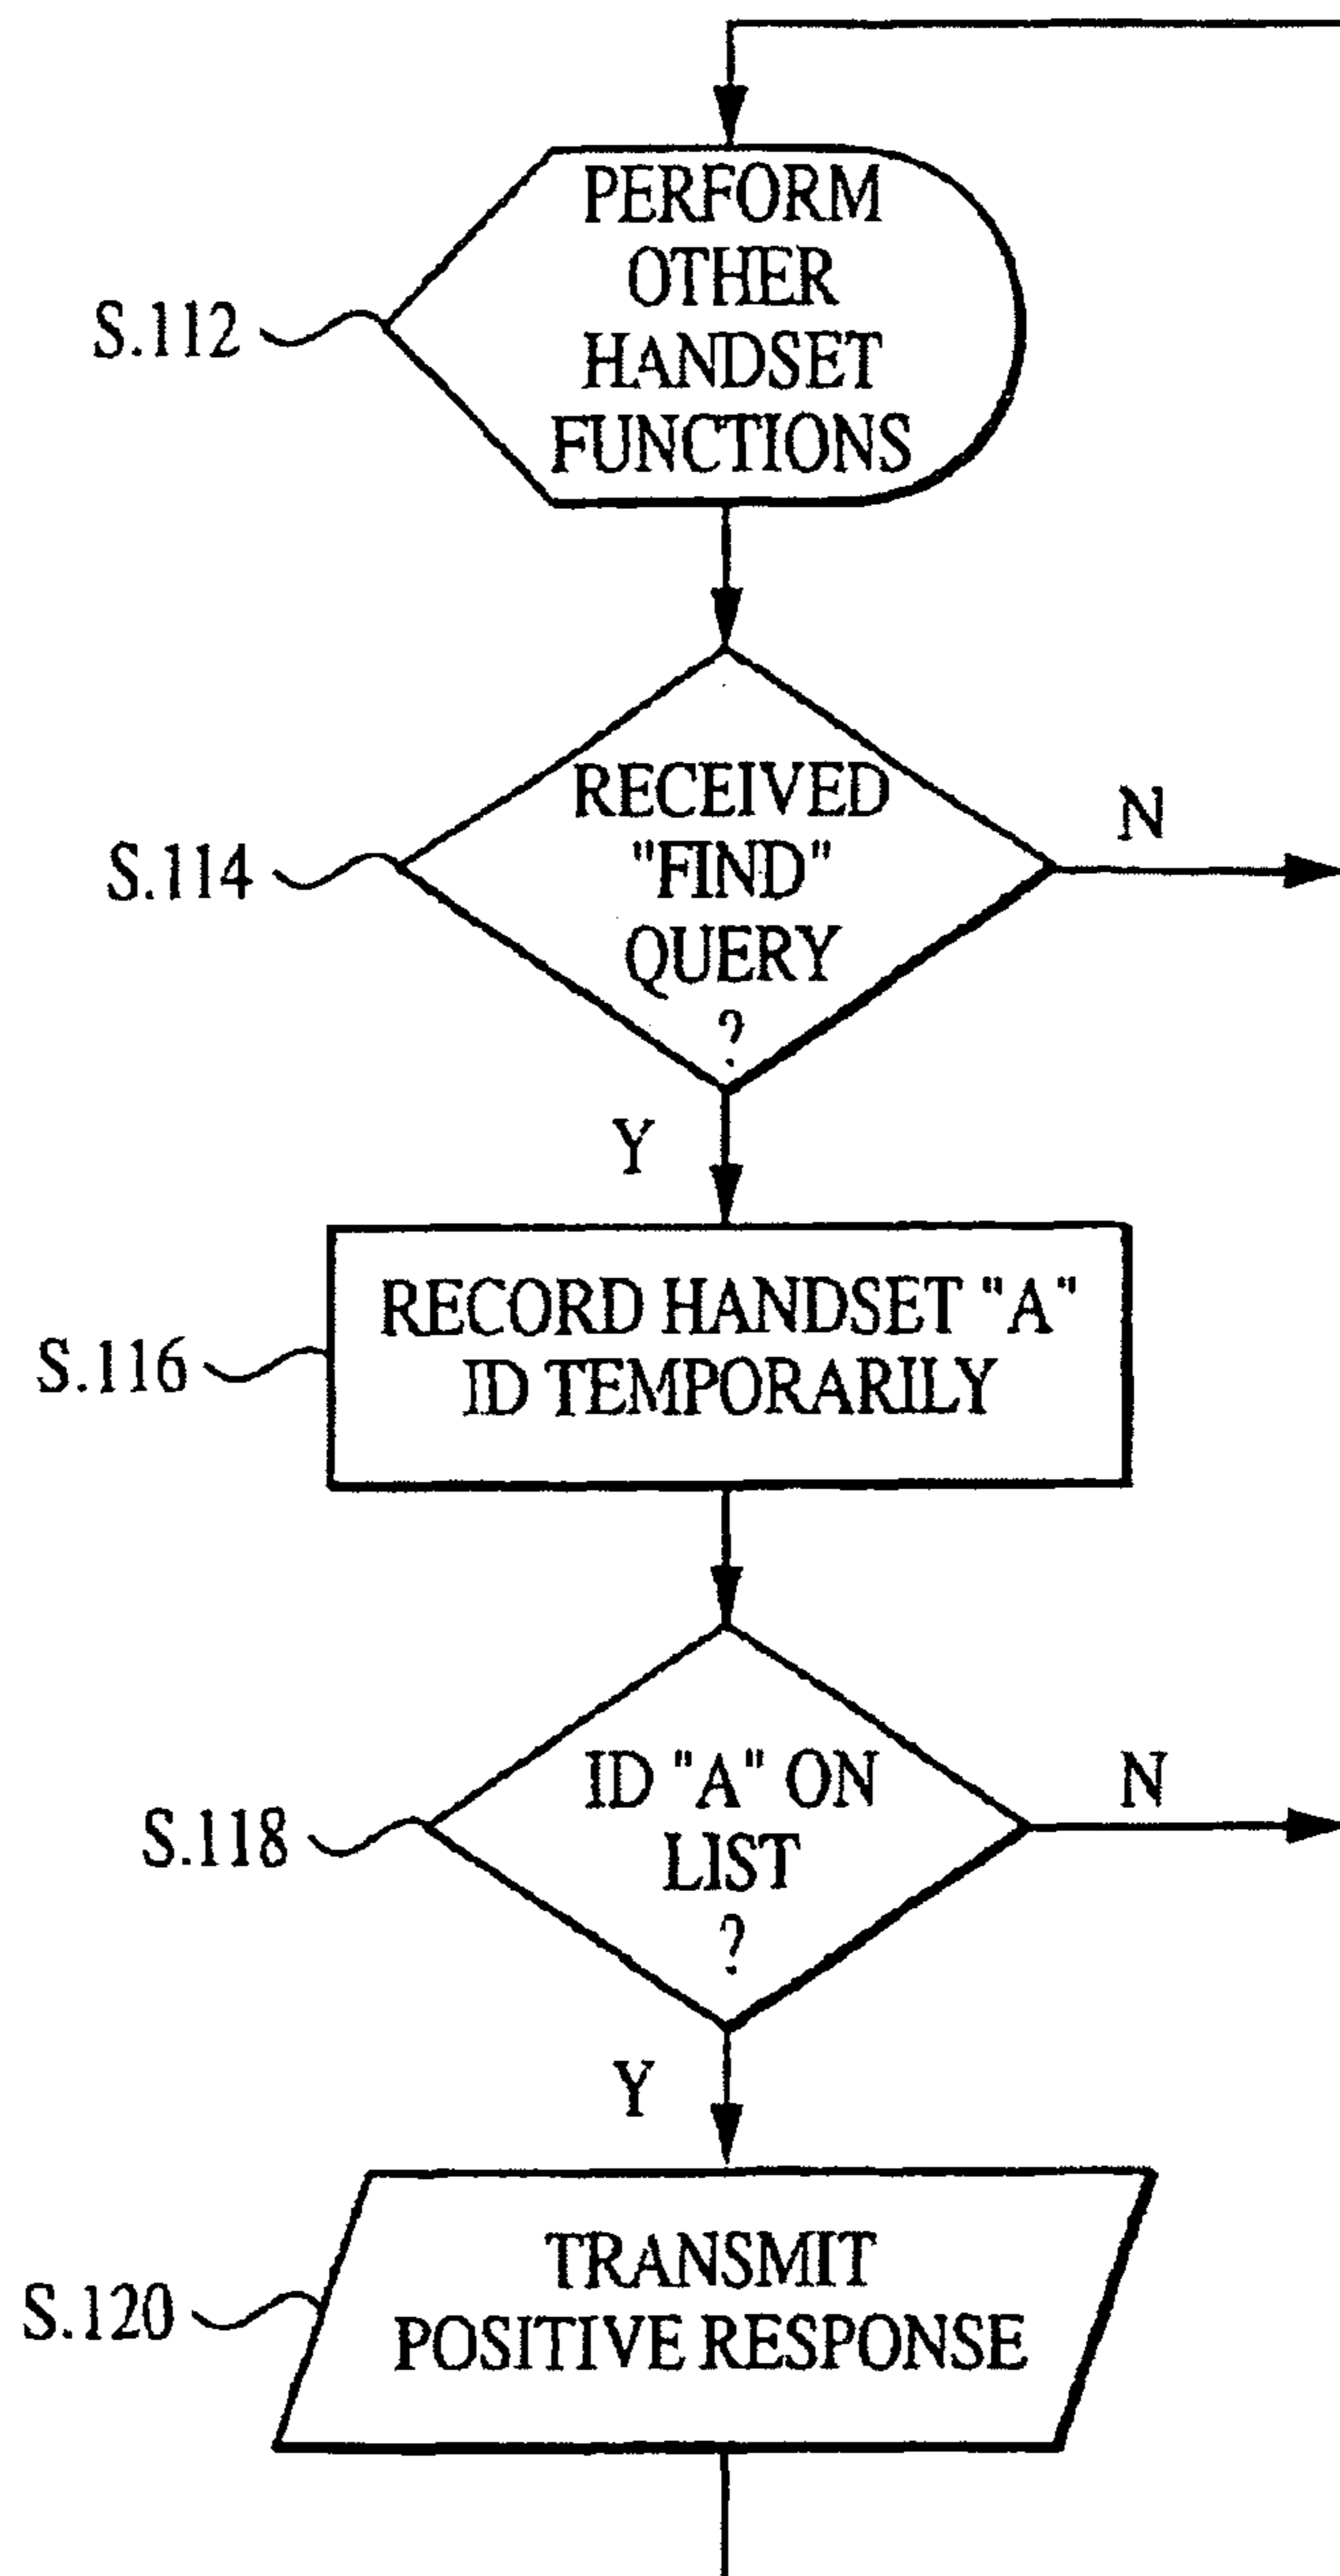 PERFORM
OTHER
HANDSET
FUNCTIONS
S.112
RECEIVED
"FIND"
QUERY
?
S.114
N
Y
RECORD HANDSET "A"
ID TEMPORARILY
S.116
ID "A" ON
LIST
?
S.118
N
Y
TRANSMIT
POSITIVE RESPONSE
S.120